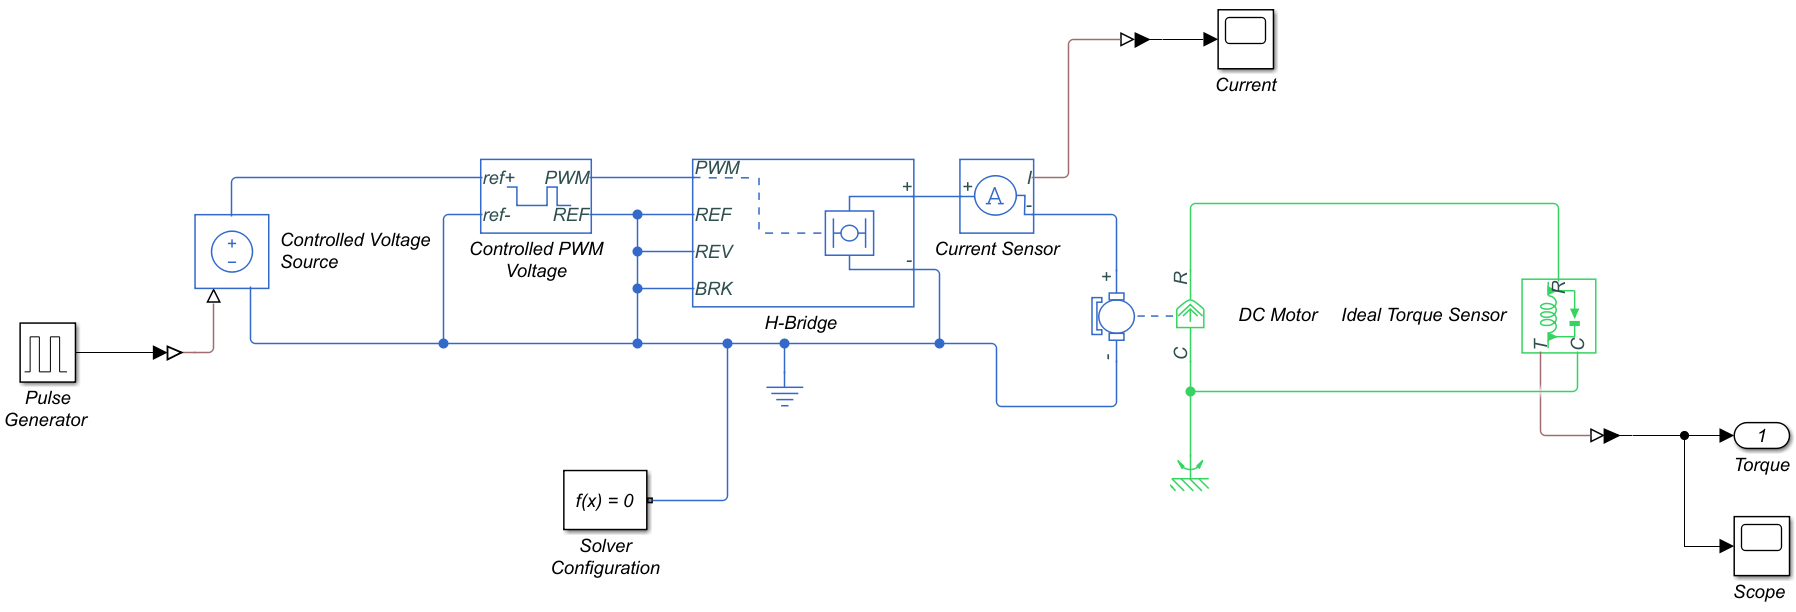 Current
ref+
PWM
ref-
REF
Controlled PWM
Voltage
PWM
REF
REV
BRK
+
-
H-Bridge
+
A
I
-
Current Sensor
+
-
Controlled Voltage
Source
+
-
R
C
DC Motor
Ideal Torque Sensor
R
T
C
Pulse
Generator
f(x) = 0
Solver
Configuration
1
Torque
Scope